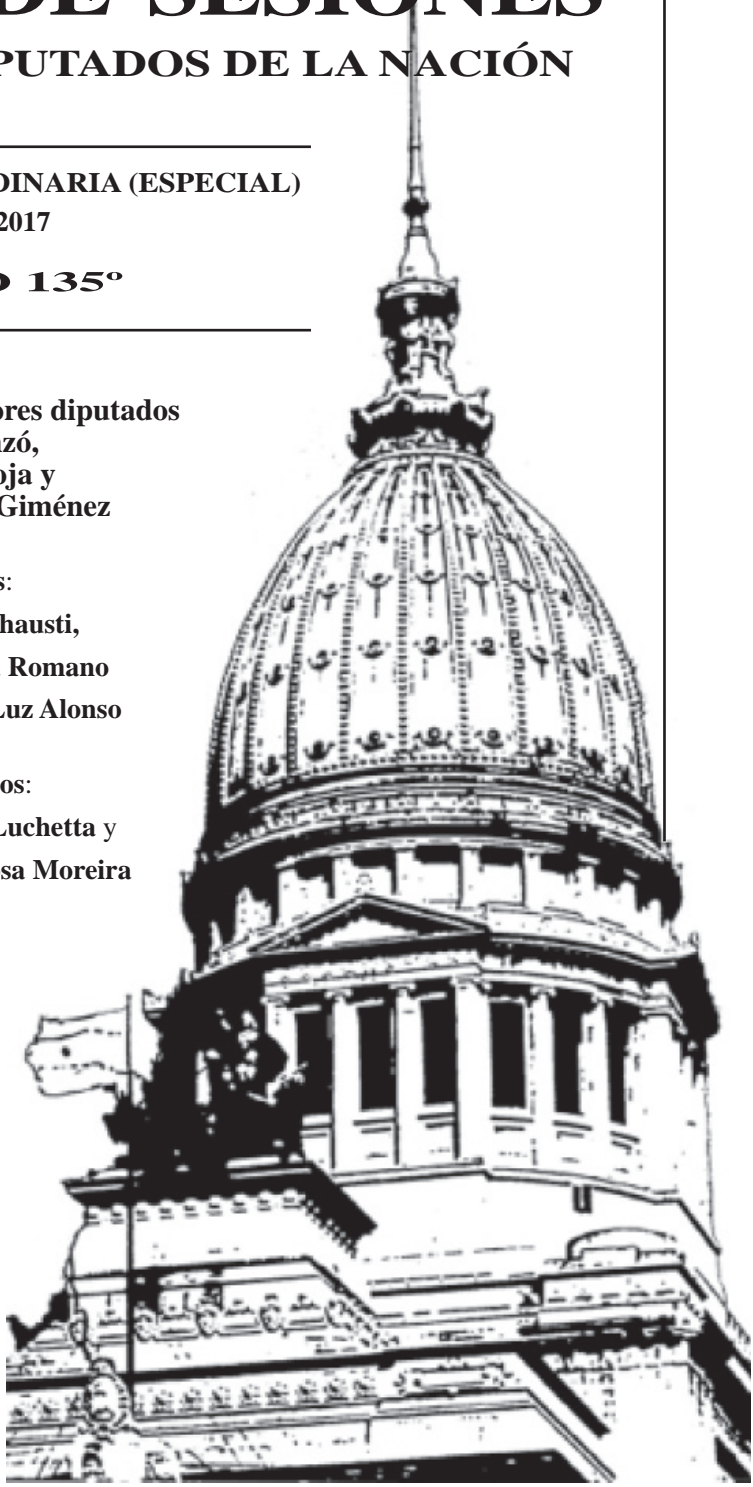 DE SESIONES
PUTADOS DE LA NACIÓN
DINARIA (ESPECIAL)
2017
O 135º
ores diputados
nzó,
oja y
Giménez
s:
hausti,
. Romano
Luz Alonso
os:
Luchetta y
sa Moreira